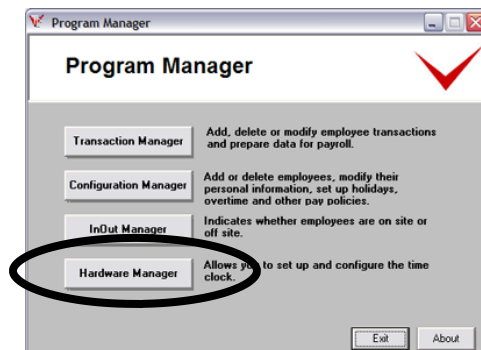 Program Manager
Program Manager
Transaction Manager
Add, delete or modify employee transactions
and prepare data for payroll.
Configuration Manager
Add or delete employees, modify their
personal information, set up holidays,
overtime and other pay policies.
InOut Manager
Indicates whether employees are on site or
off site.
Hardware Manager
Allows you to set up and configure the time
clock.
Exit
About